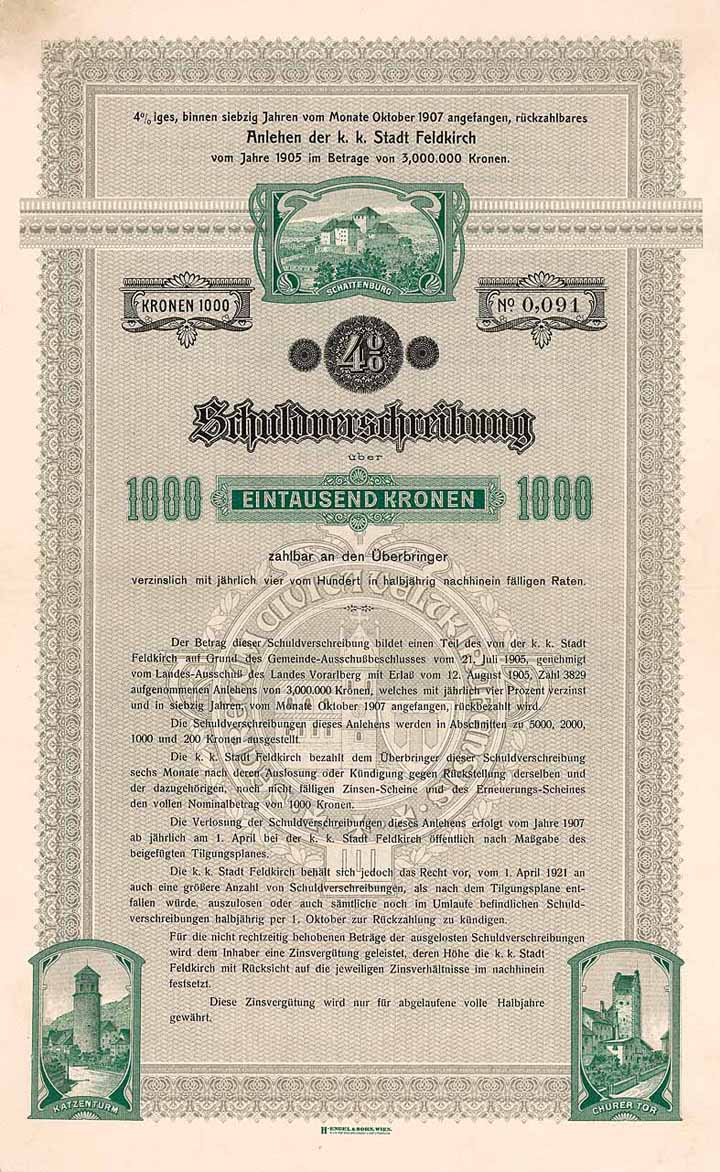 4% iges, binnen siebzig Jahren vom Monate Oktober 1907 angefangen, rückzahlbares
Anlehen der k. k. Stadt Feldkirch
vom Jahre 1905 im Betrage von 3,000.000 Kronen.
SCHATTENBURG
KRONEN 1000
No 0,091
4%
Schuldverschreibung
über
1000 EINTAUSEND KRONEN 1000
zahlbar an den Überbringer
verzinslich mit jährlich vier vom Hundert in halbjährig nachhinein fälligen Raten.
Der Betrag dieser Schuldverschreibung bildet einen Teil des von der k. k. Stadt
Feldkirch auf Grund des Gemeinde-Ausschußbeschlusses vom 21. Juli 1905, genehmigt
vom Landes-Ausschuß des Landes Vorarlberg mit Erlaß vom 12. August 1905, Zahl 3829
aufgenommenen Anlehens von 3,000.000 Kronen, welches mit jährlich vier Prozent verzinst
und in siebzig Jahren, vom Monate Oktober 1907 angefangen, rückbezahlt wird.
Die Schuldverschreibungen dieses Anlehens werden in Abschnitten zu 5000, 2000,
1000 und 200 Kronen ausgestellt.
Die k. k. Stadt Feldkirch bezahlt dem Überbringer dieser Schuldverschreibung
sechs Monate nach deren Auslosung oder Kündigung gegen Rückstellung derselben und
der dazugehörigen, noch nicht fälligen Zinsen-Scheine und des Erneuerungs-Scheines
den vollen Nominalbetrag von 1000 Kronen.
Die Verlosung der Schuldverschreibungen dieses Anlehens erfolgt vom Jahre 1907
ab jährlich am 1. April bei der k. k. Stadt Feldkirch öffentlich nach Maßgabe des
beigefügten Tilgungsplanes.
Die k. k. Stadt Feldkirch behält sich jedoch das Recht vor, vom 1. April 1921 an
auch eine größere Anzahl von Schuldverschreibungen, als nach dem Tilgungsplane ent-
fallen würde, auszulosen oder auch sämtliche noch im Umlaufe befindlichen Schuld-
verschreibungen halbjährig per 1. Oktober zur Rückzahlung zu kündigen.
Für die nicht rechtzeitig behobenen Beträge der ausgelosten Schuldverschreibungen
wird dem Inhaber eine Zinsvergütung geleistet, deren Höhe die k. k. Stadt
Feldkirch mit Rücksicht auf die jeweiligen Zinsverhältnisse im nachhinein
festsetzt.
Diese Zinsvergütung wird nur für abgelaufene volle Halbjahre
gewährt.
KATZENTURM
CHURER TOR
H. ENGEL & SOHN, WIEN.